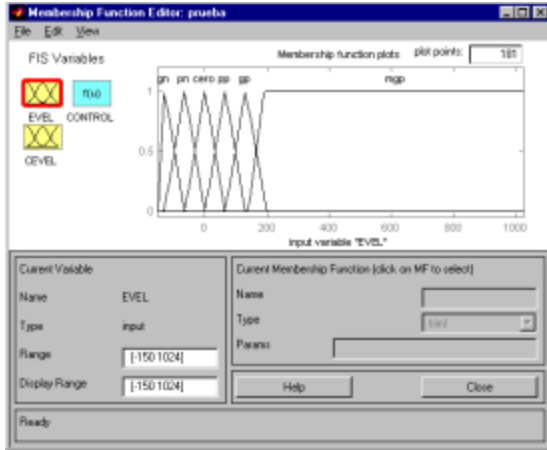 Membership Function Editor: prueba
File Edit View
FIS Variables
Membership function plots
plot points:
181
f(u)
EVEL
CONTROL
CEVEL
gn pn cero pp gp mgp
1
0.5
0
0 200 400 600 800 1000
input variable "EVEL"
Current Variable
Name EVEL
Type input
Range [-150 1024]
Display Range [-150 1024]
Current Membership Function (click on MF to select)
Name
Type trimf
Params
Help Close
Ready